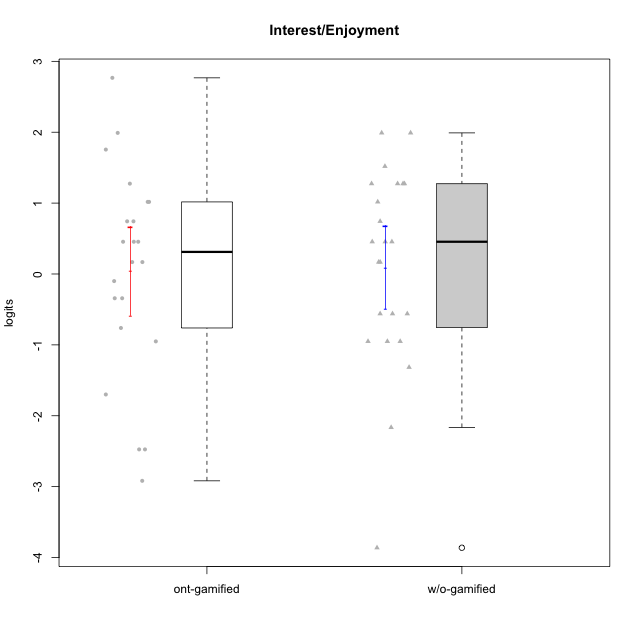 Interest/Enjoyment
3
2
1
0
-1
-2
-3
-4
logits
ont-gamified
w/o-gamified